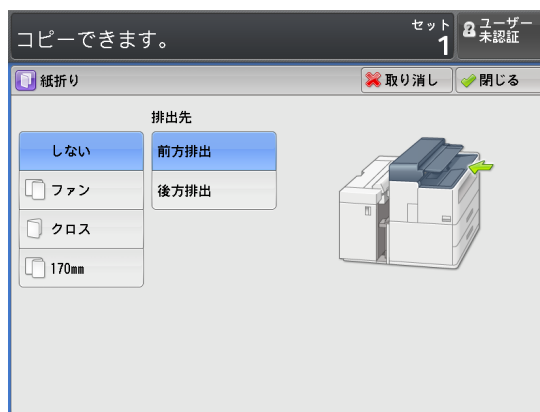 コピーできます。
セット
1
ユーザー
未認証
紙折り
取り消し
閉じる
排出先
しない
前方排出
ファン
後方排出
クロス
170mm